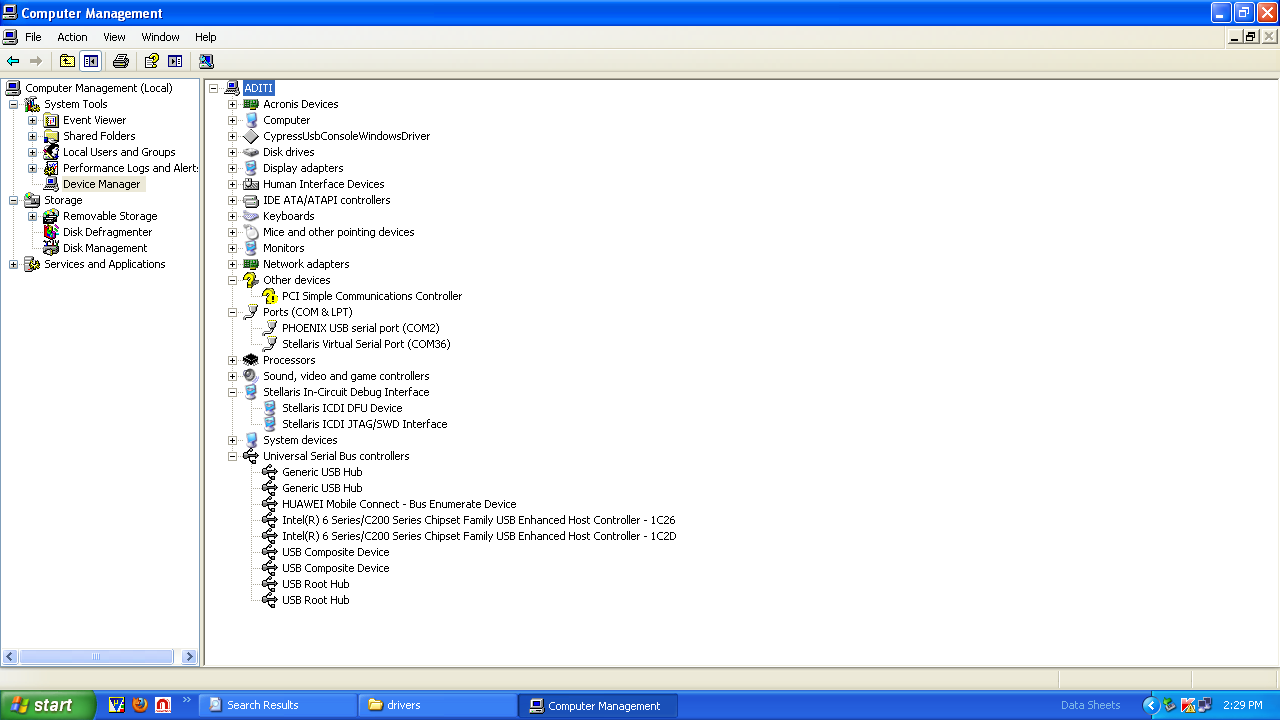 Computer Management
File Action View Window Help
Computer Management (Local)
System Tools
Event Viewer
Shared Folders
Local Users and Groups
Performance Logs and Alerts
Device Manager
Storage
Removable Storage
Disk Defragmenter
Disk Management
Services and Applications
ADITI
Acronis Devices
Computer
CypressUsbConsoleWindowsDriver
Disk drives
Display adapters
Human Interface Devices
IDE ATA/ATAPI controllers
Keyboards
Mice and other pointing devices
Monitors
Network adapters
Other devices
PCI Simple Communications Controller
Ports (COM & LPT)
PHOENIX USB serial port (COM2)
Stellaris Virtual Serial Port (COM36)
Processors
Sound, video and game controllers
Stellaris In-Circuit Debug Interface
Stellaris ICDI DFU Device
Stellaris ICDI JTAG/SWD Interface
System devices
Universal Serial Bus controllers
Generic USB Hub
Generic USB Hub
HUAWEI Mobile Connect - Bus Enumerate Device
Intel(R) 6 Series/C200 Series Chipset Family USB Enhanced Host Controller - 1C26
Intel(R) 6 Series/C200 Series Chipset Family USB Enhanced Host Controller - 1C2D
USB Composite Device
USB Composite Device
USB Root Hub
USB Root Hub
start Search Results drivers Computer Management Data Sheets 2:29 PM